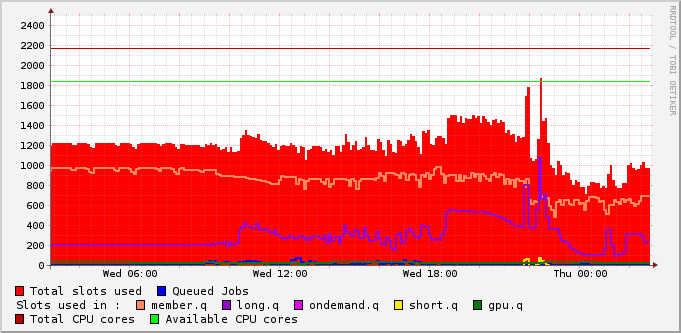 2400
2200
2000
1800
1600
1400
1200
1000
800
600
400
200
0
Wed 06:00 Wed 12:00 Wed 18:00 Thu 00:00
RRDTOOL / TOBI OETIKER
Total slots used Queued Jobs
Slots used in : member.q long.q ondemand.q short.q gpu.q
Total CPU cores Available CPU cores